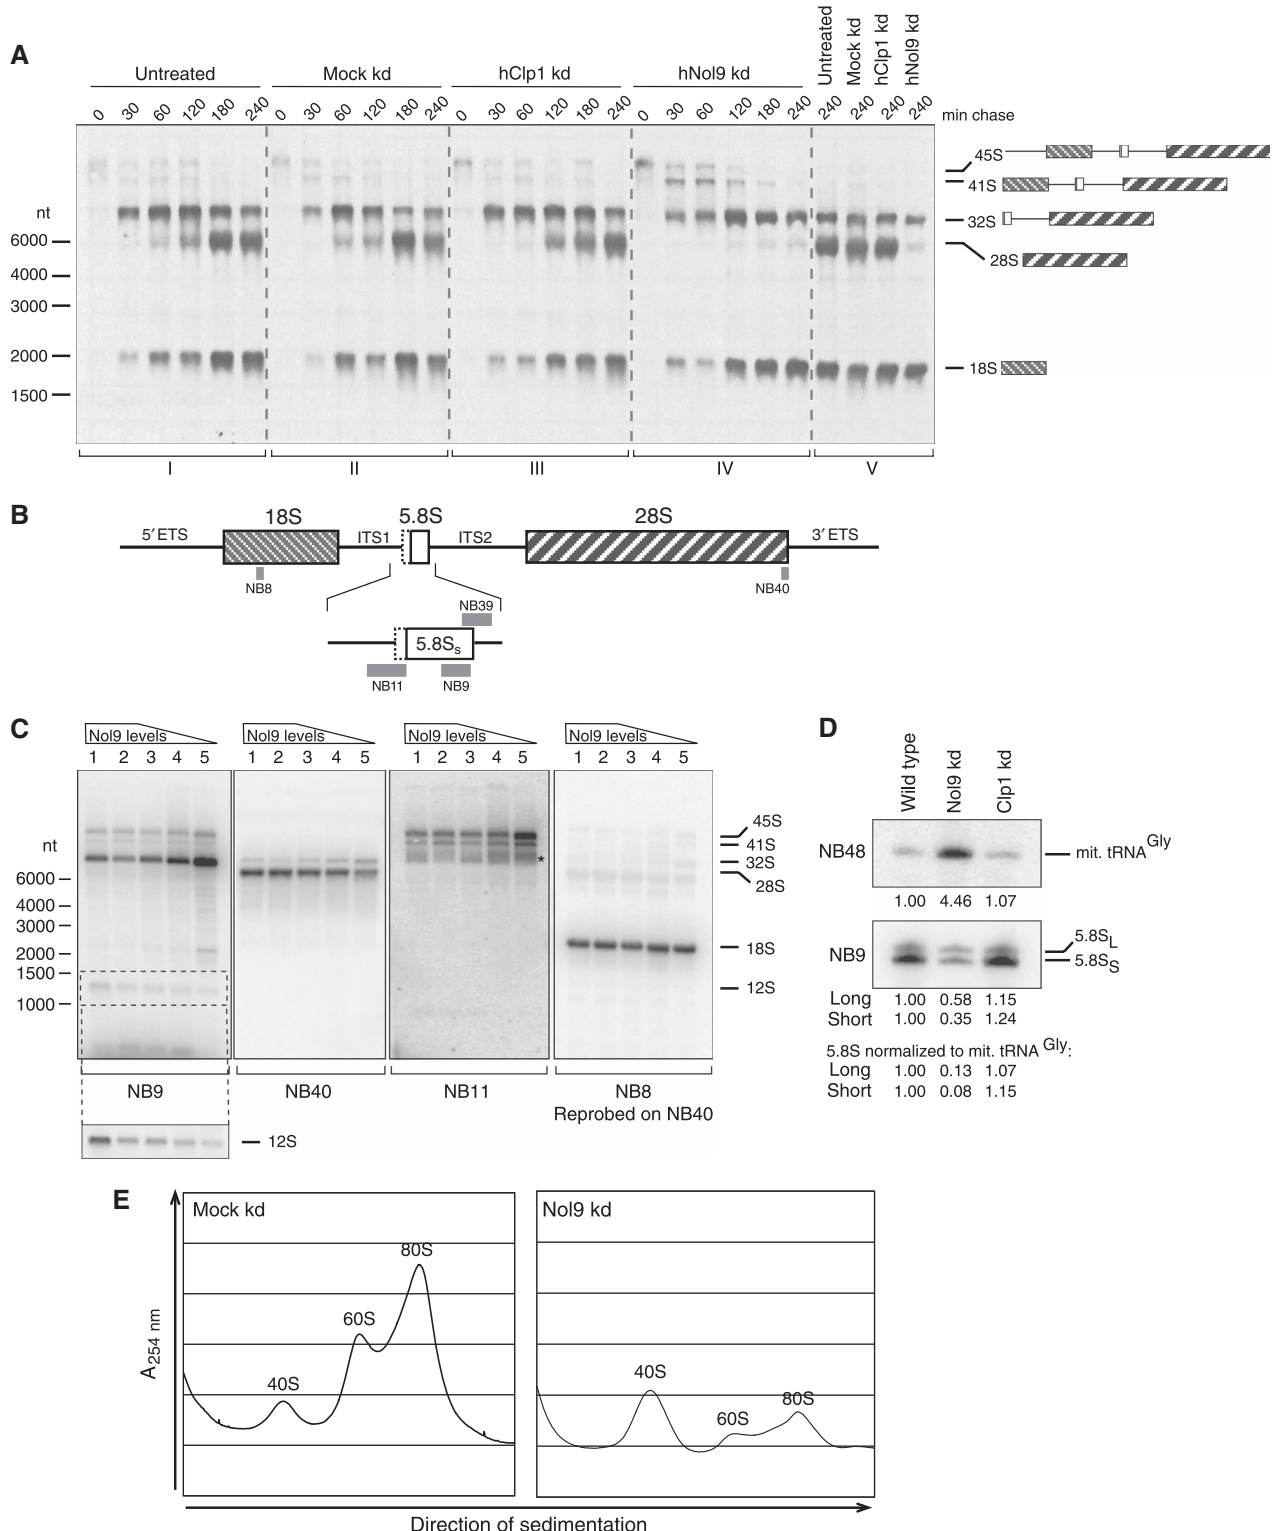 A
Untreated
Mock kd
hClp1 kd
hNol9 kd
Untreated
Mock kd
hClp1 kd
hNol9 kd
0 30 60 120 180 240 0 30 60 120 180 240 0 30 60 120 180 240 0 30 60 120 180 240 240 240 240 240 min chase
nt
6000
4000
3000
2000
1500
45S
41S
32S
28S
18S
I II III IV V
B
5′ ETS 18S ITS1 5.8S ITS2 28S 3′ ETS
NB8 NB40
NB39
5.8Ss
NB11 NB9
C
Nol9 levels Nol9 levels Nol9 levels Nol9 levels
1 2 3 4 5 1 2 3 4 5 1 2 3 4 5 1 2 3 4 5
nt
6000
4000
3000
2000
1500
1000
*
45S
41S
32S
28S
18S
12S
NB9 NB40 NB11 NB8
Reprobed on NB40
12S
D
Wild type
Nol9 kd
Clp1 kd
NB48 mit. tRNA Gly
1.00 4.46 1.07
NB9 5.8SL
5.8SS
Long 1.00 0.58 1.15
Short 1.00 0.35 1.24
5.8S normalized to mit. tRNA Gly:
Long 1.00 0.13 1.07
Short 1.00 0.08 1.15
E
A254 nm
Mock kd
40S
60S
80S
Nol9 kd
40S
60S
80S
Direction of sedimentation